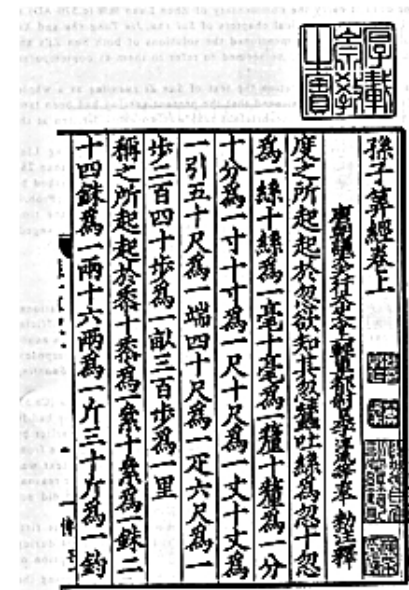 孫子筭經卷上
唐朝議大夫行太史令上輕車都尉臣李淳風等奉 勑注釋
度之所起起於忽欲知其忽蠶吐絲為忽十忽
為一絲十絲為一毫十毫為一釐十釐為一分
十分為一寸十寸為一尺十尺為一丈十丈為
一引五十尺為一端四十尺為一疋六尺為一
步二百四十步為一畝三百步為一里
稱之所起起於黍十黍為一絫十絫為一銖二
十四銖為一兩十六兩為一斤三十斤為一鈞